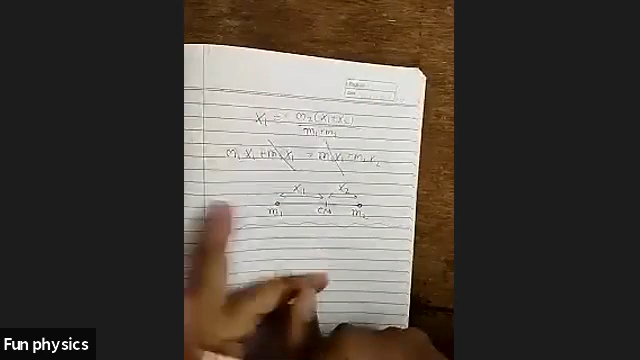 x₁ = m₂(x₁+x₂)
m₁+m₂
m₁x₁ + m₂x₁ = m₂x₁ + m₂x₂
x₁ x₂
m₁ CM m₂
Fun physics